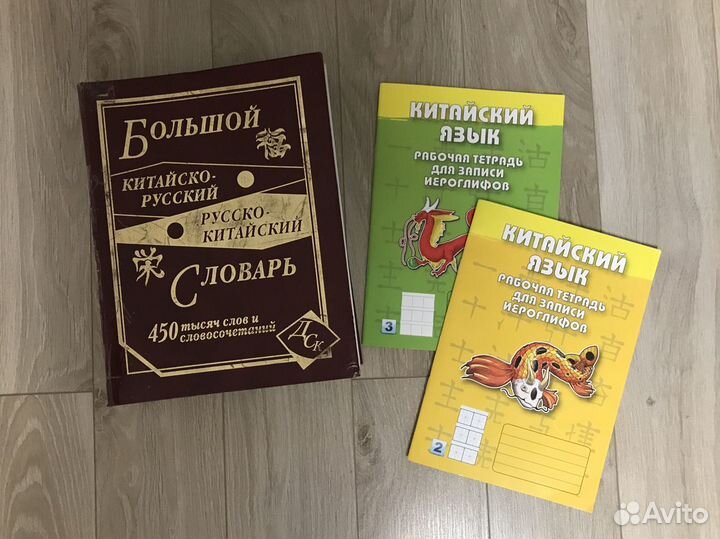 Большой
китайско-
русский
русско-
китайский
Словарь
450 тысяч слов и
словосочетаний
ДСК
Китайский
язык
рабочая тетрадь
для записи
иероглифов
3
Китайский
язык
рабочая тетрадь
для записи
иероглифов
2
Avito